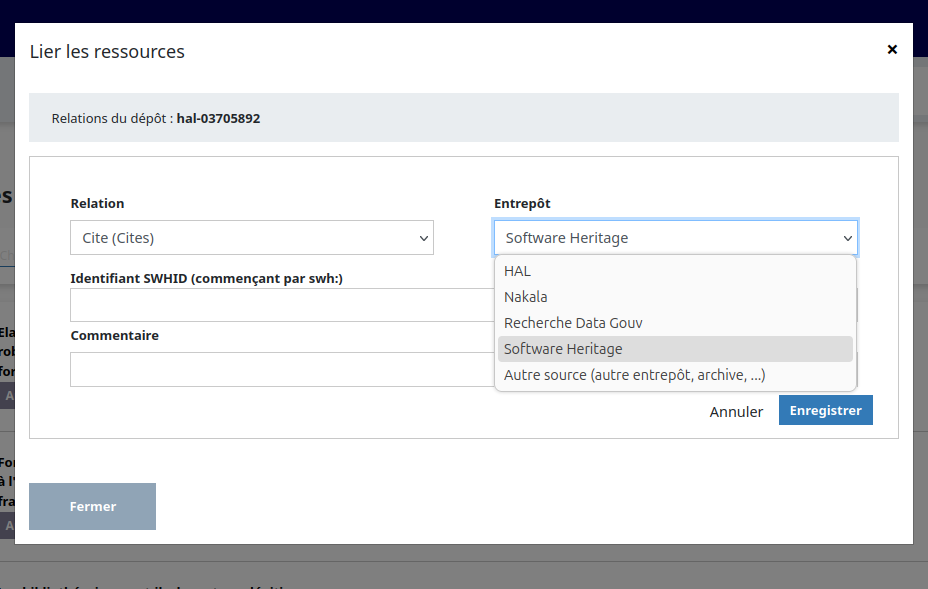 Lier les ressources
×
Relations du dépôt : hal-03705892
Relation
Entrepôt
Cite (Cites)
Software Heritage
HAL
Identifiant SWHID (commençant par swh:)
Nakala
Recherche Data Gouv
Commentaire
Software Heritage
Autre source (autre entrepôt, archive, ...)
Annuler
Enregistrer
Fermer